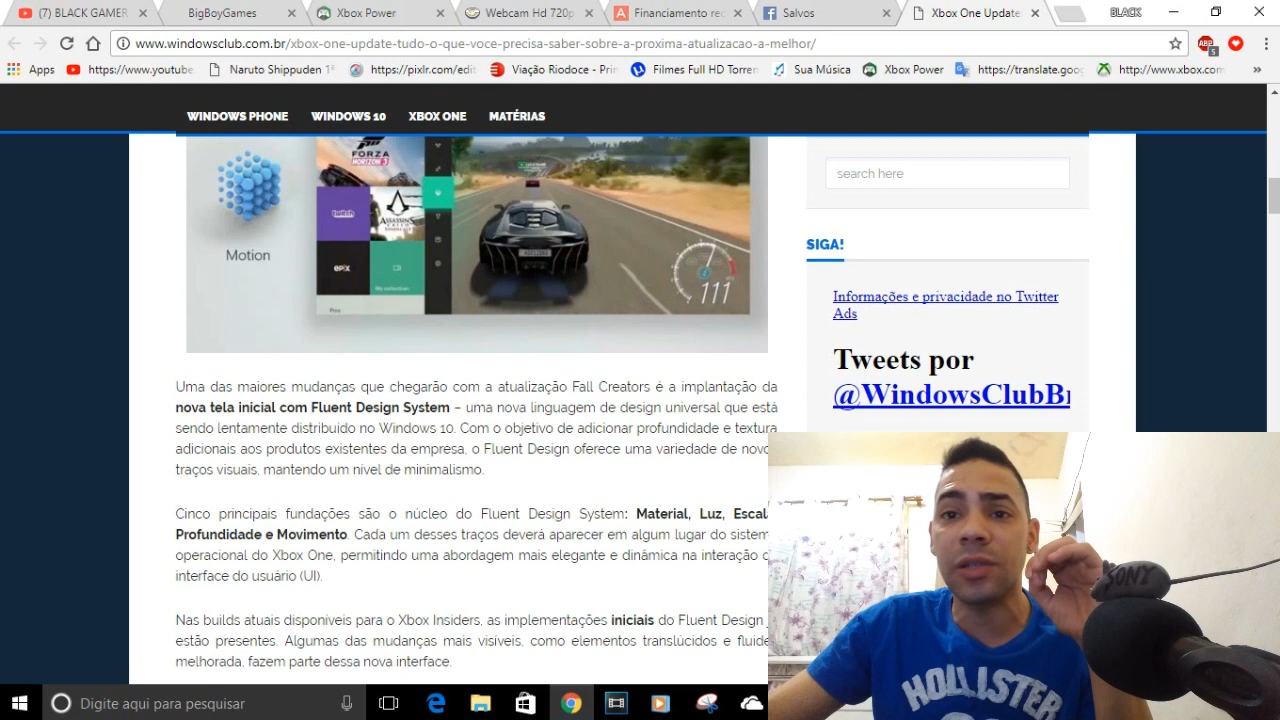 BLACK GAMER
BigBoyGames
Xbox Power
Webcam Hd 720p
Financiamento rec
Salvos
Xbox One Update
BLACK
www.windowsclub.com.br/xbox-one-update-tudo-o-que-voce-precisa-saber-sobre-a-proxima-atualizacao-a-melhor/
ABP
5
Apps
https://www.youtube
Naruto Shippuden 1ª
https://pixlr.com/edit
Viação Riodoce - Prin
Filmes Full HD Torren
Sua Música
Xbox Power
https://translate.goog
http://www.xbox.com
WINDOWS PHONE
WINDOWS 10
XBOX ONE
MATÉRIAS
FORZA
HORIZON 3
twitch
ASSASSIN'S
epix
My collection
Motion
111
search here
SIGA!
Informações e privacidade no Twitter
Ads
Tweets por
@WindowsClubBr
Uma das maiores mudanças que chegarão com a atualização Fall Creators é a implantação da
nova tela inicial com Fluent Design System – uma nova linguagem de design universal que está
sendo lentamente distribuido no Windows 10. Com o objetivo de adicionar profundidade e textura
adicionais aos produtos existentes da empresa, o Fluent Design oferece uma variedade de novo
traços visuais, mantendo um nível de minimalismo.
Cinco principais fundações são o núcleo do Fluent Design System: Material, Luz, Escala
Profundidade e Movimento. Cada um desses traços deverá aparecer em algum lugar do sistem
operacional do Xbox One, permitindo uma abordagem mais elegante e dinâmica na interação
interface do usuário (UI).
Nas builds atuais disponíveis para o Xbox Insiders, as implementações iniciais do Fluent Design
estão presentes. Algumas das mudanças mais visíveis, como elementos translúcidos e fluide
melhorada, fazem parte dessa nova interface.
SONY
HOLLISTER
Digite aqui para pesquisar